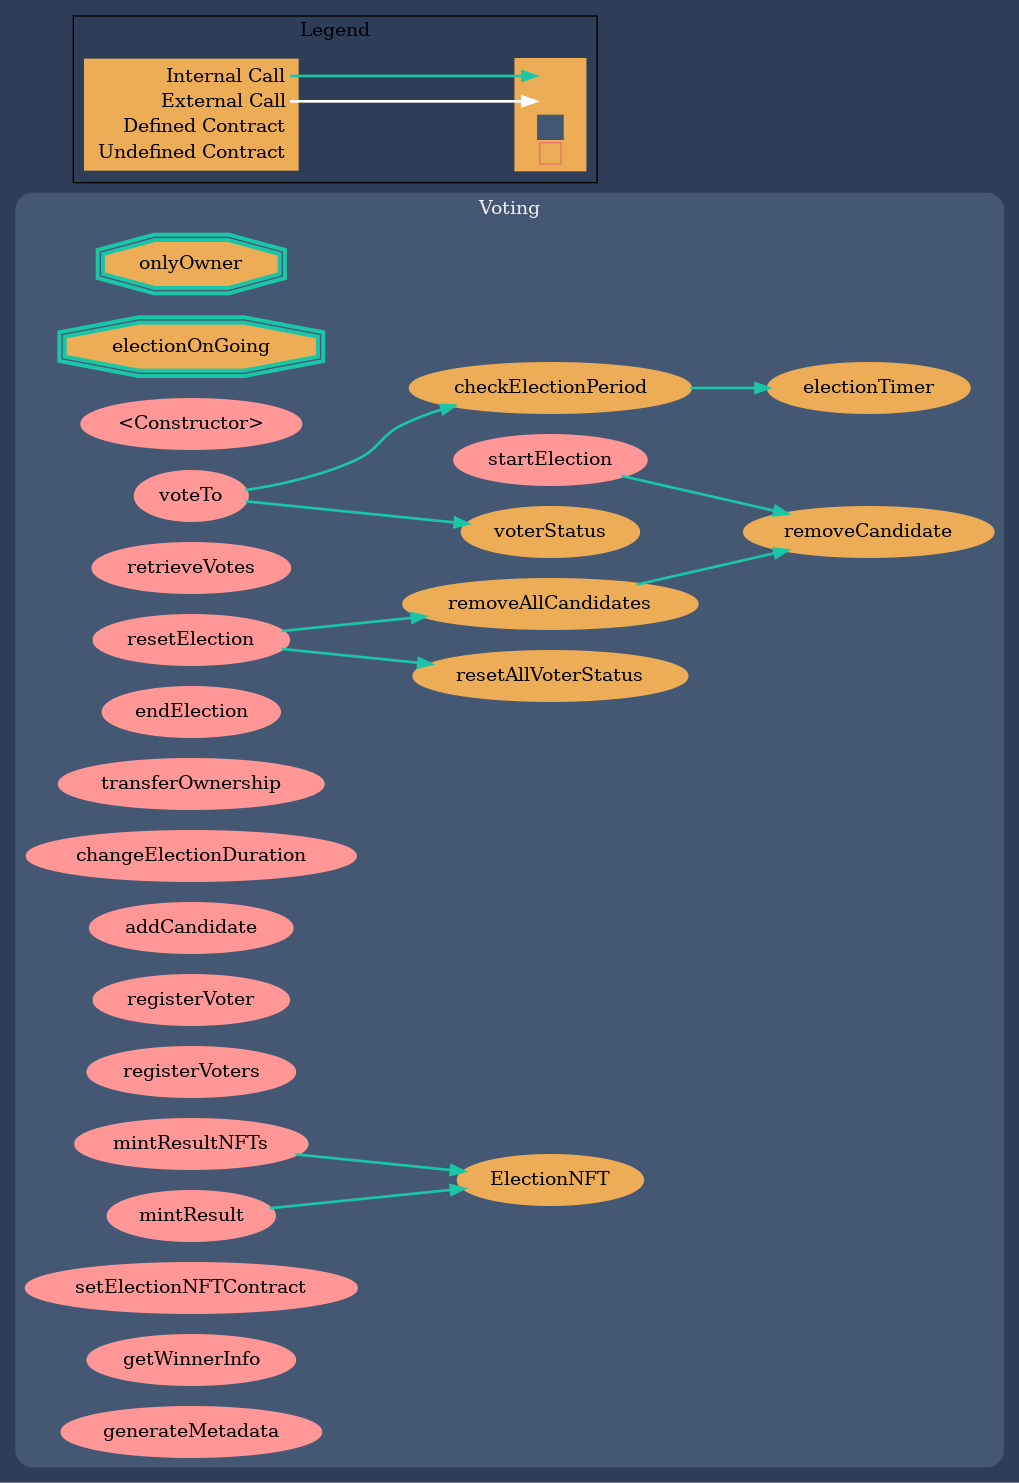 Legend
Internal Call
External Call
Defined Contract
Undefined Contract
Voting
onlyOwner
electionOnGoing
<Constructor>
voteTo
retrieveVotes
resetElection
endElection
transferOwnership
changeElectionDuration
addCandidate
registerVoter
registerVoters
mintResultNFTs
mintResult
setElectionNFTContract
getWinnerInfo
generateMetadata
checkElectionPeriod
startElection
voterStatus
removeAllCandidates
resetAllVoterStatus
ElectionNFT
electionTimer
removeCandidate